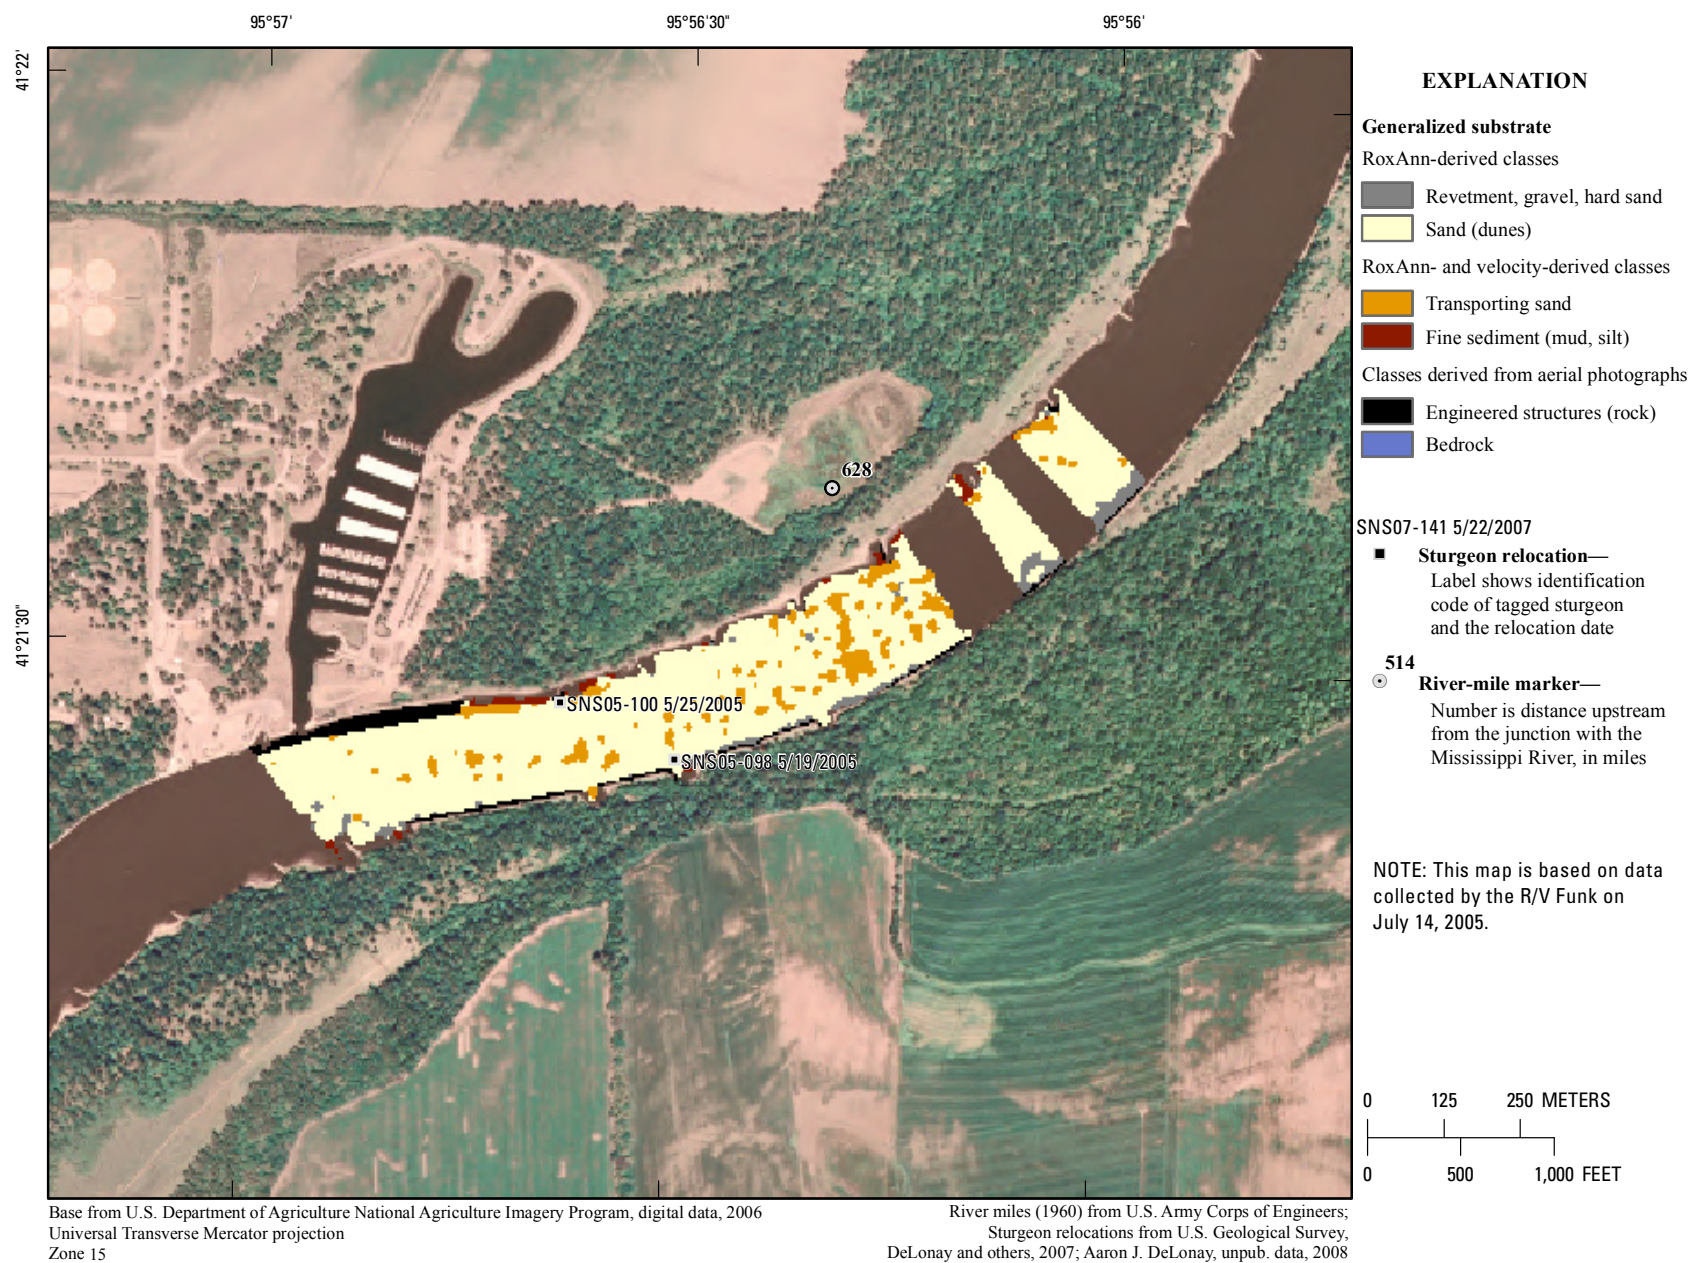 95°57'
95°56'30"
95°56'
41°22'
41°21'30"
628
SNS05-100 5/25/2005
SNS05-098 5/19/2005
EXPLANATION
Generalized substrate
RoxAnn-derived classes
Revetment, gravel, hard sand
Sand (dunes)
RoxAnn- and velocity-derived classes
Transporting sand
Fine sediment (mud, silt)
Classes derived from aerial photographs
Engineered structures (rock)
Bedrock
SNS07-141 5/22/2007
Sturgeon relocation—
Label shows identification
code of tagged sturgeon
and the relocation date
514
River-mile marker—
Number is distance upstream
from the junction with the
Mississippi River, in miles
NOTE: This map is based on data
collected by the R/V Funk on
July 14, 2005.
0 125 250 METERS
0 500 1,000 FEET
Base from U.S. Department of Agriculture National Agriculture Imagery Program, digital data, 2006
Universal Transverse Mercator projection
Zone 15
River miles (1960) from U.S. Army Corps of Engineers;
Sturgeon relocations from U.S. Geological Survey,
DeLonay and others, 2007; Aaron J. DeLonay, unpub. data, 2008